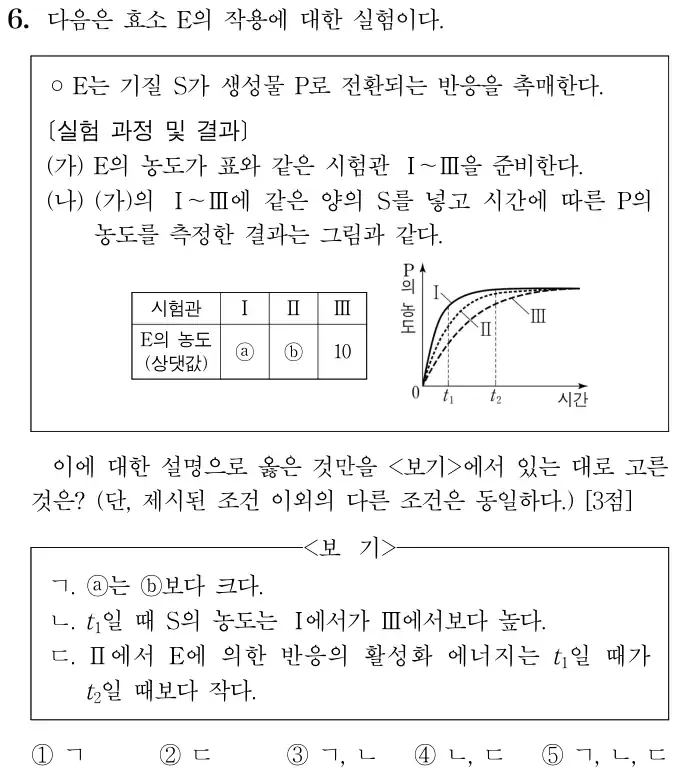 6. 다음은 효소 E의 작용에 대한 실험이다.
○ E는 기질 S가 생성물 P로 전환되는 반응을 촉매한다.
〔실험 과정 및 결과〕
(가) E의 농도가 표와 같은 시험관 Ⅰ~Ⅲ을 준비한다.
(나) (가)의 Ⅰ~Ⅲ에 같은 양의 S를 넣고 시간에 따른 P의
농도를 측정한 결과는 그림과 같다.
시험관 Ⅰ Ⅱ Ⅲ
E의 농도
(상댓값) ⓐ ⓑ 10
P의 농도
Ⅰ
Ⅱ
Ⅲ
0 t₁ t₂ 시간
이에 대한 설명으로 옳은 것만을 <보기>에서 있는 대로 고른
것은? (단, 제시된 조건 이외의 다른 조건은 동일하다.) [3점]
<보 기>
ㄱ. ⓐ는 ⓑ보다 크다.
ㄴ. t₁일 때 S의 농도는 Ⅰ에서가 Ⅲ에서보다 높다.
ㄷ. Ⅱ에서 E에 의한 반응의 활성화 에너지는 t₁일 때가
t₂일 때보다 작다.
① ㄱ ② ㄷ ③ ㄱ, ㄴ ④ ㄴ, ㄷ ⑤ ㄱ, ㄴ, ㄷ